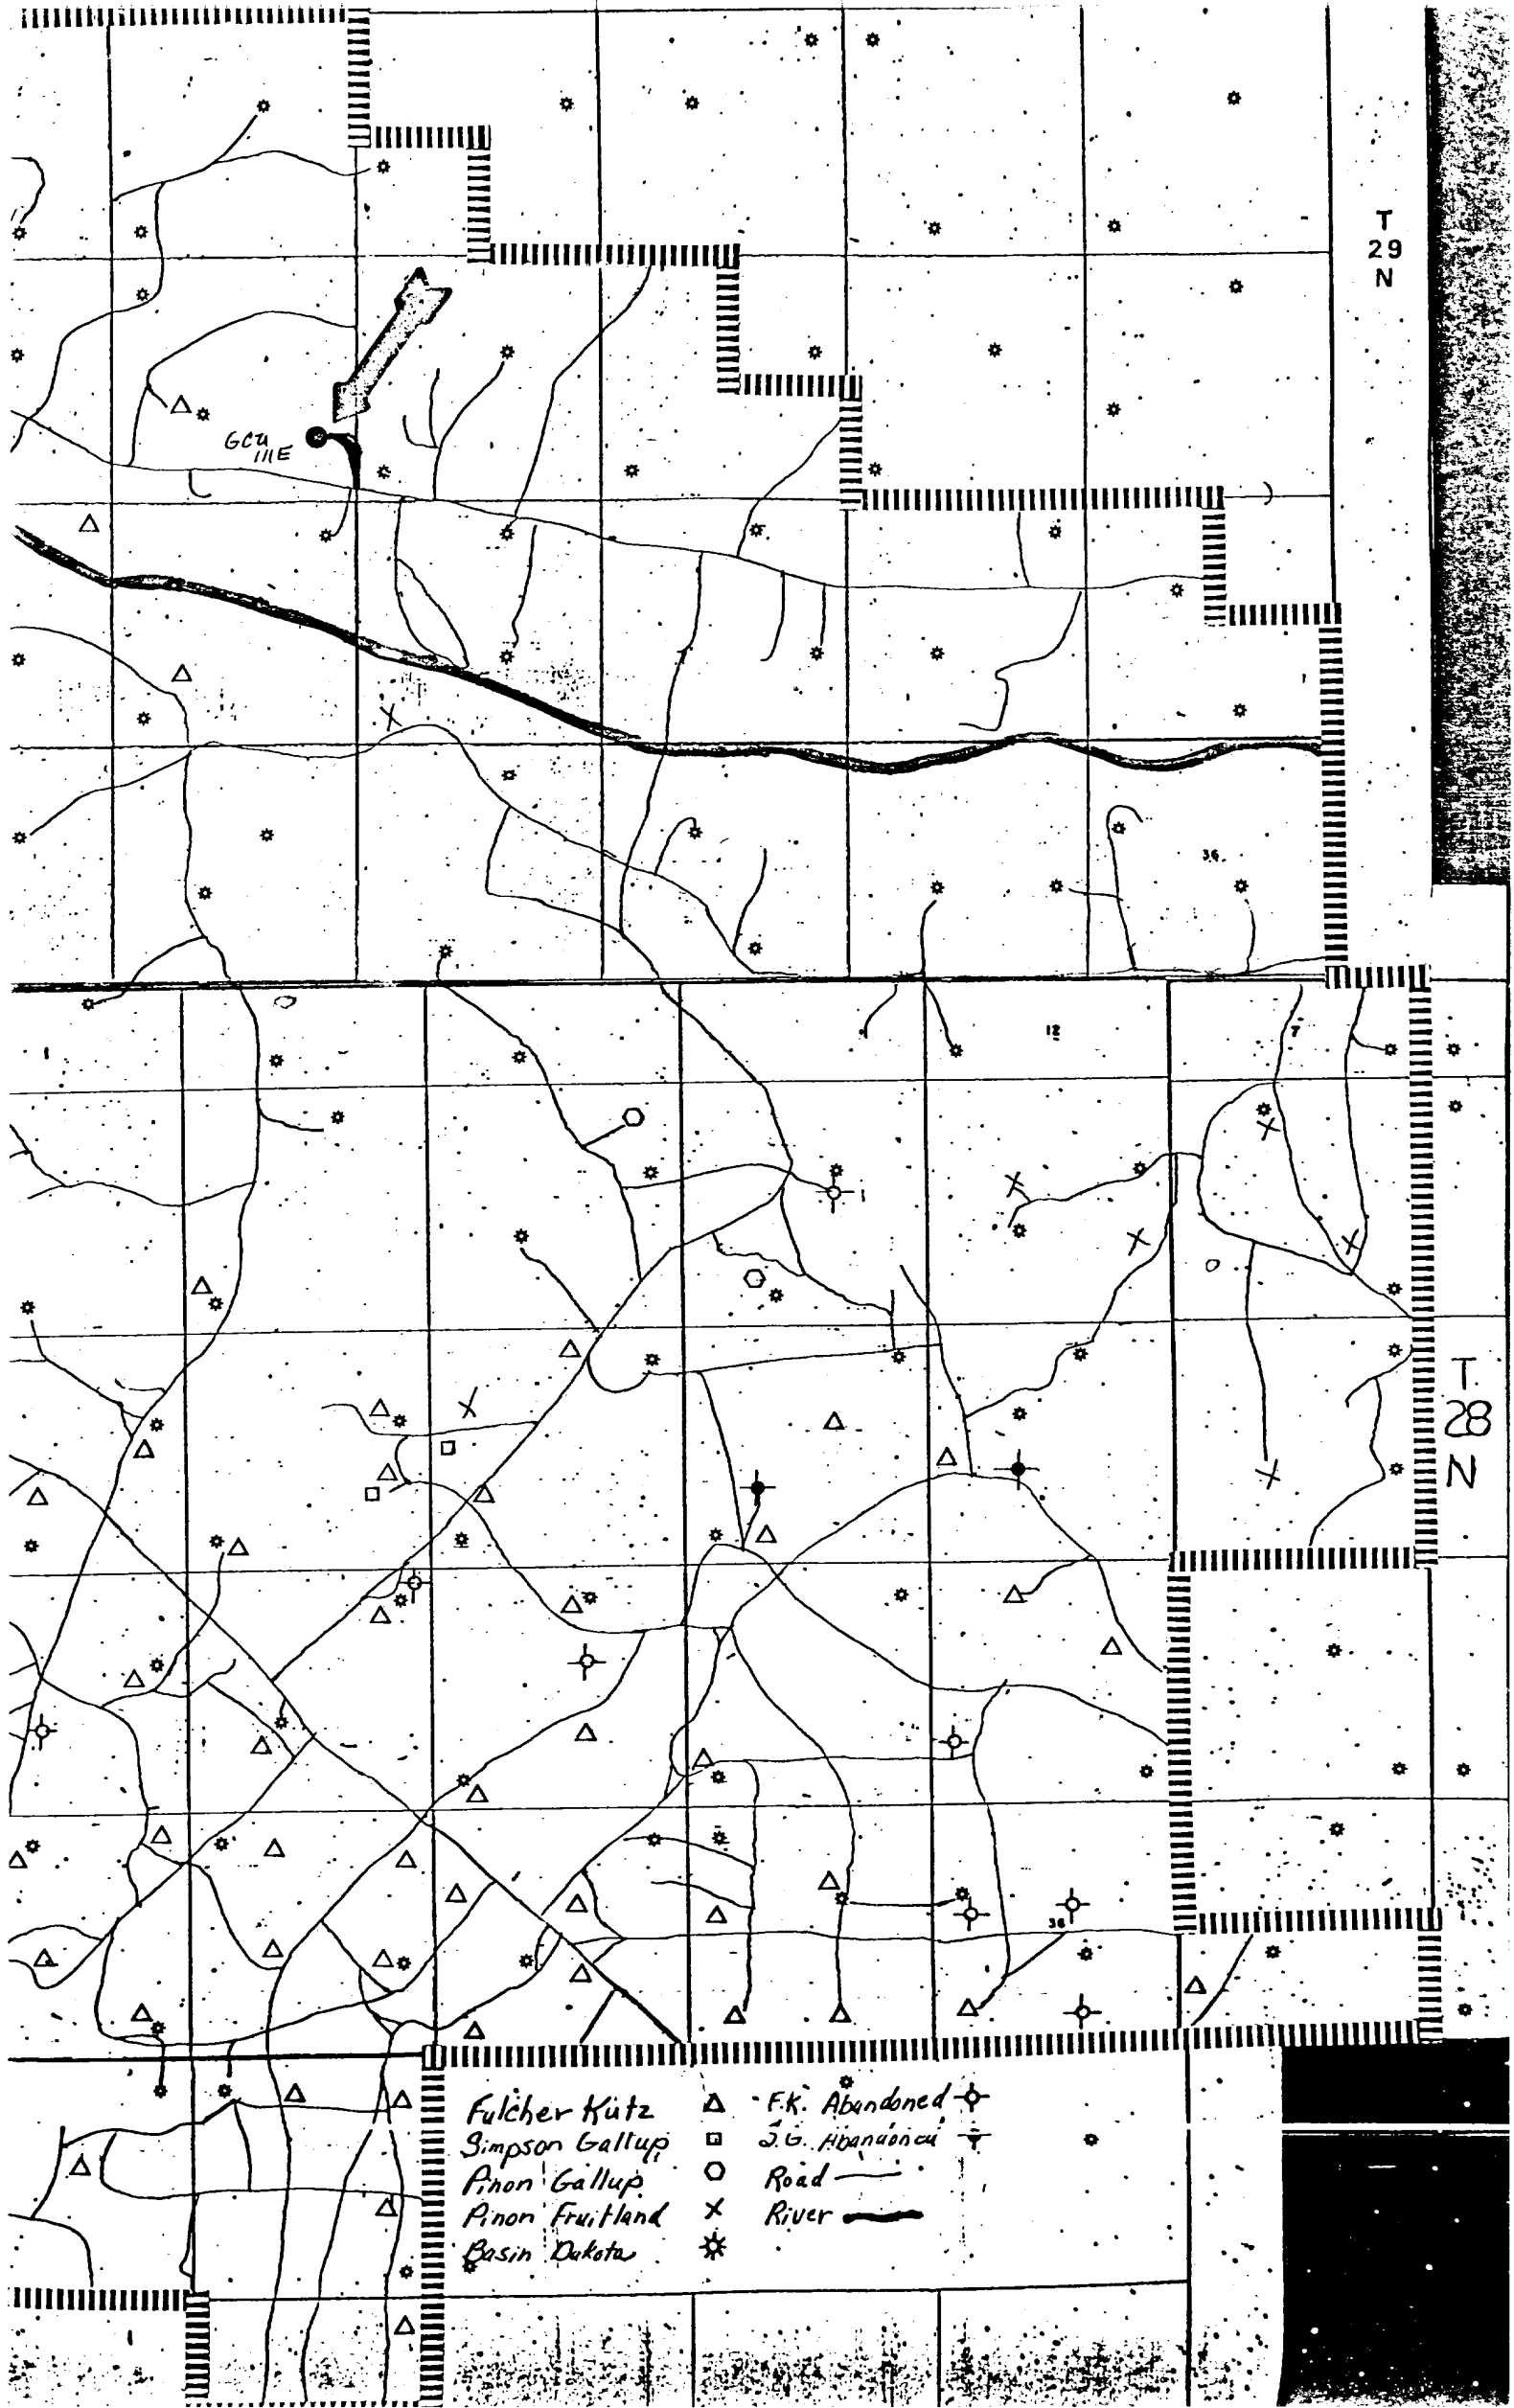 T
29
N
GCU
111E
36
12
7
1
T
28
N
36
Fulcher Kutz
F.K. Abandoned
Simpson Gallup
S.G. Abandoned
Pinon Gallup
Road
Pinon Fruitland
River
Basin Dakota